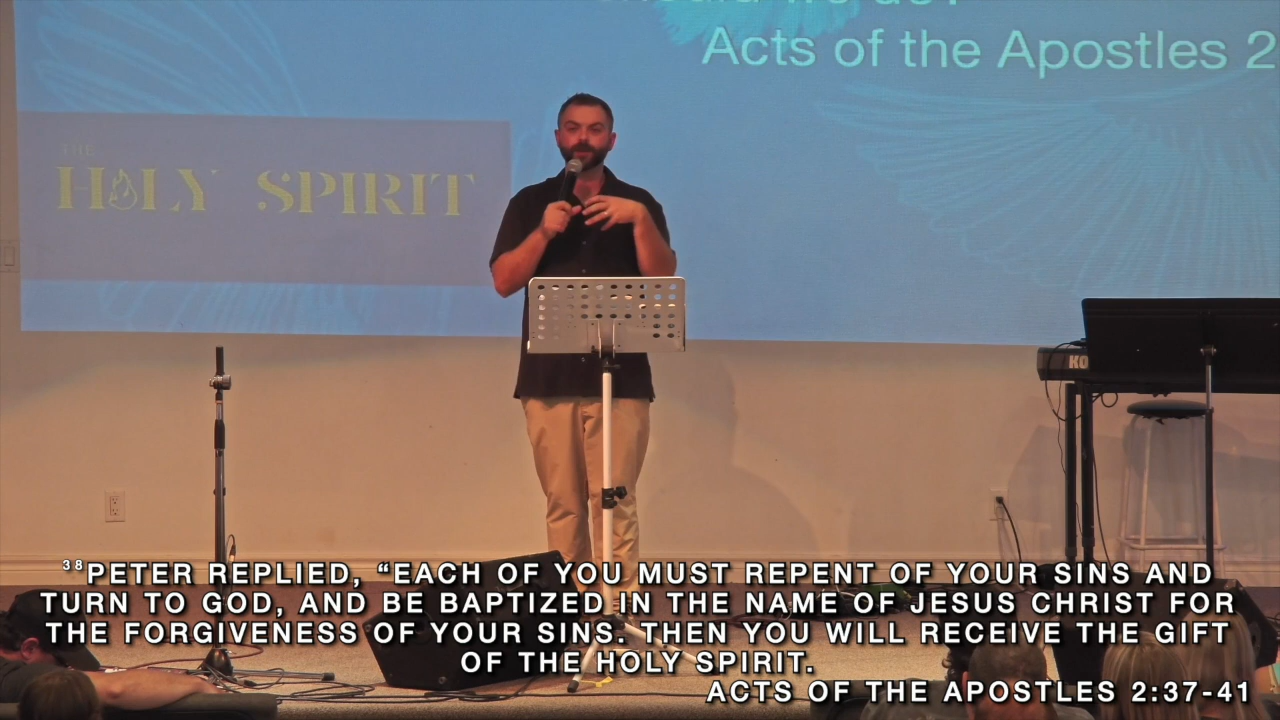 Acts of the Apostles 2
THE
HOLY SPIRIT
KO
³⁸PETER REPLIED, “EACH OF YOU MUST REPENT OF YOUR SINS AND
TURN TO GOD, AND BE BAPTIZED IN THE NAME OF JESUS CHRIST FOR
THE FORGIVENESS OF YOUR SINS. THEN YOU WILL RECEIVE THE GIFT
OF THE HOLY SPIRIT.
ACTS OF THE APOSTLES 2:37-41